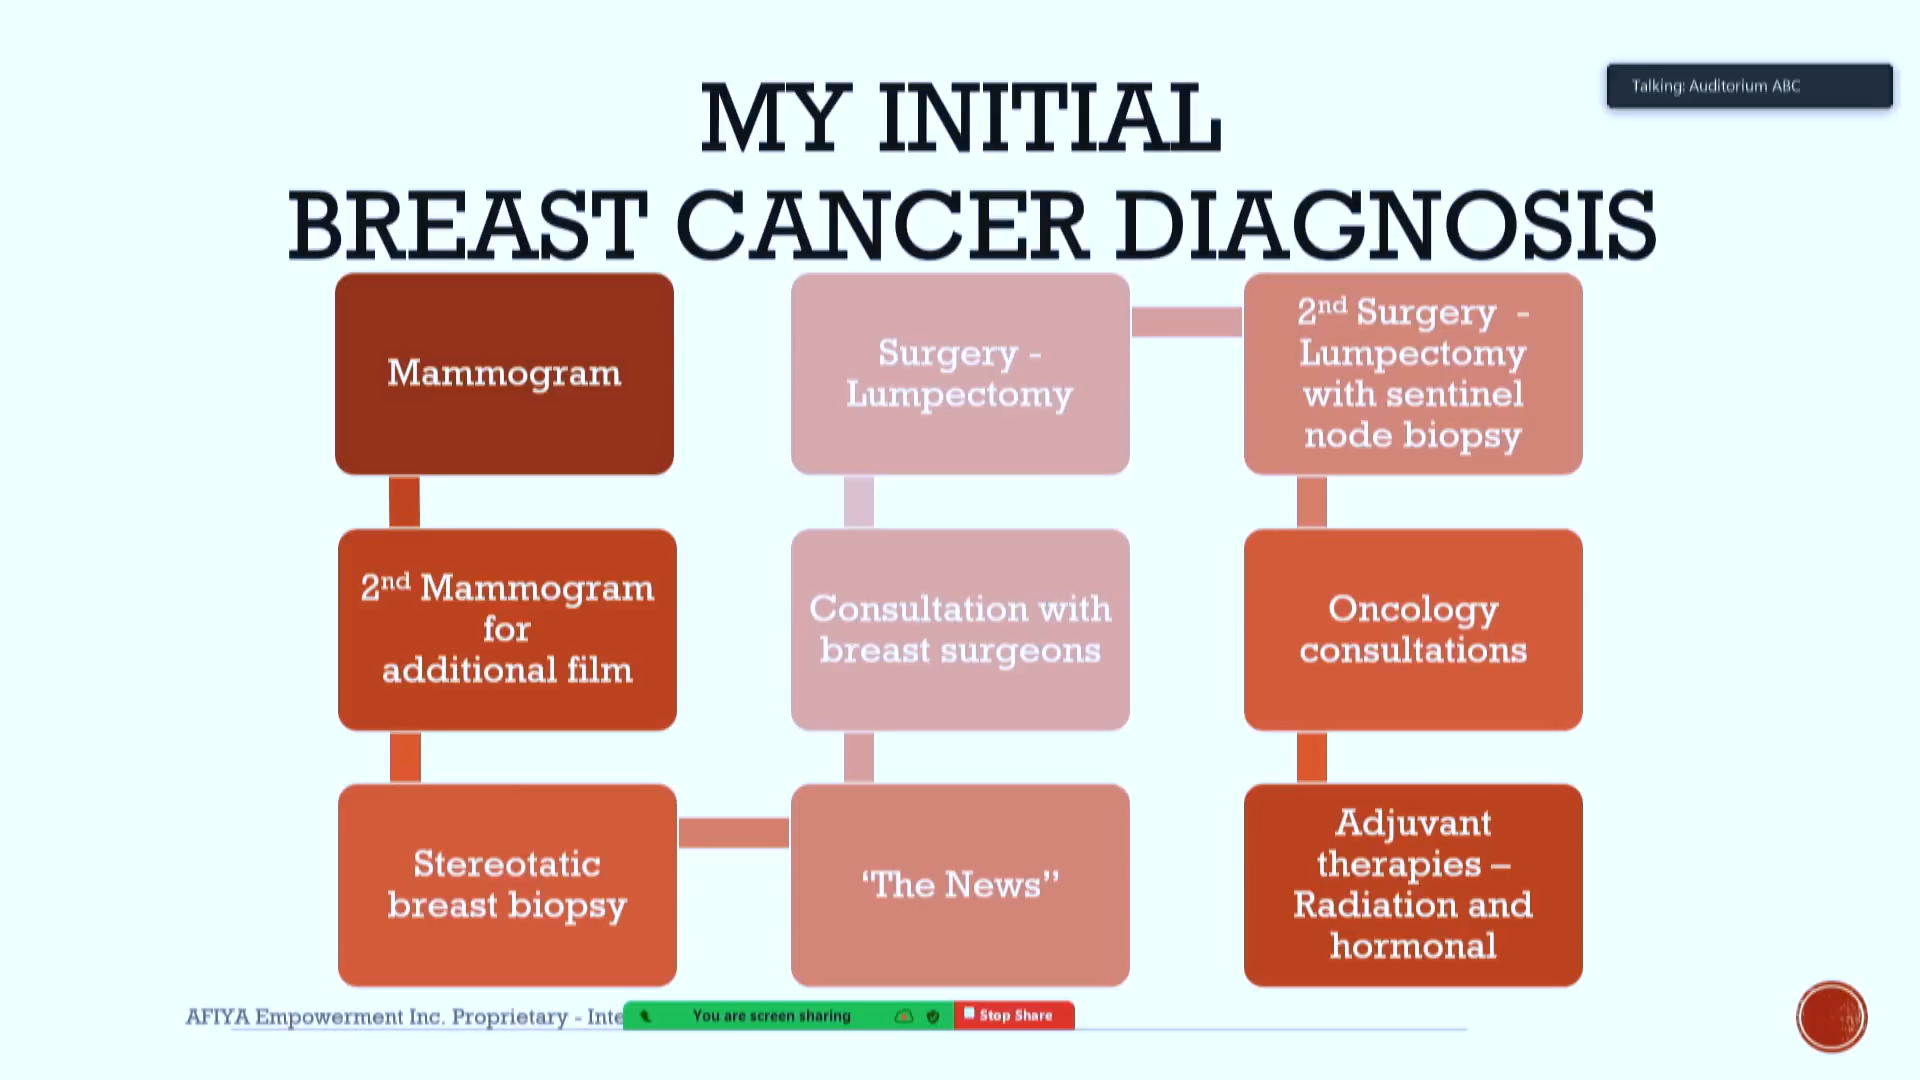 MY INITIAL
BREAST CANCER DIAGNOSIS
Talking: Auditorium ABC
Mammogram
2nd Mammogram
for
additional film
Stereotatic
breast biopsy
‘The News”
Consultation with
breast surgeons
Surgery -
Lumpectomy
2nd Surgery -
Lumpectomy
with sentinel
node biopsy
Oncology
consultations
Adjuvant
therapies –
Radiation and
hormonal
AFIYA Empowerment Inc. Proprietary - Inte
You are screen sharing
Stop Share